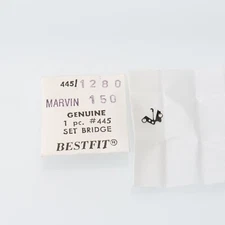 445/1280
MARVIN 150
GENUINE
1 pc. #445
SET BRIDGE
BESTFIT®